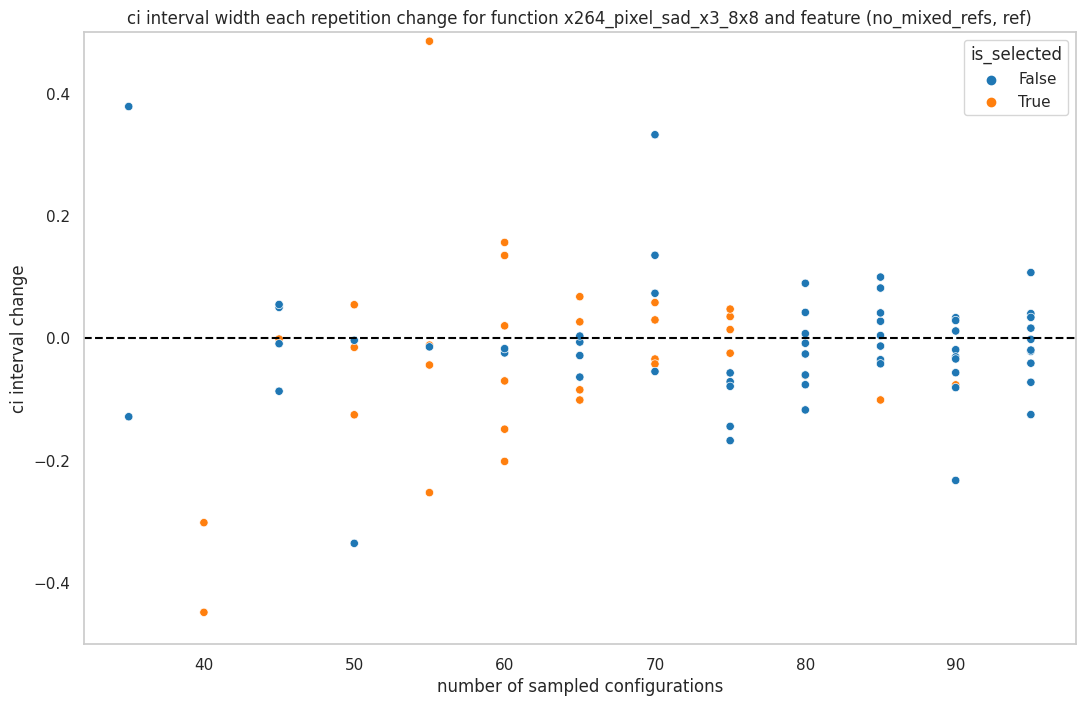 ci interval width each repetition change for function x264_pixel_sad_x3_8x8 and feature (no_mixed_refs, ref)
is_selected
False
True
ci interval change
0.4
0.2
0.0
−0.2
−0.4
40 50 60 70 80 90
number of sampled configurations